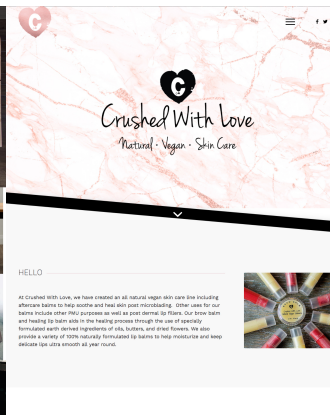 C
C
Crushed With Love
Natural • Vegan • Skin Care
HELLO
At Crushed With Love, we have created an all natural vegan skin care line including
aftercare balms to help soothe and heal skin post microblading. Other uses for our
balms include other PMU purposes as well as post dermal lip fillers. Our brow balm
and healing lip balm aids in the healing process through the use of specially
formulated earth derived ingredients of oils, butters, and dried flowers. We also
provide a variety of 100% naturally formulated lip balms to help moisturize and keep
delicate lips ultra smooth all year round.